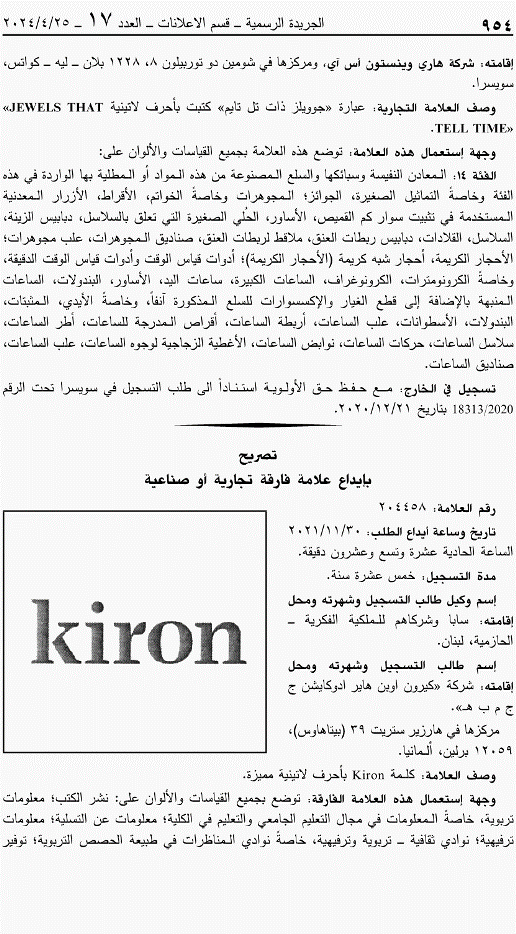 ٩٥٤ الجريدة الرسمية ــ قسم الاعلانات ــ العدد ١٧ ــ ٢٠٢٤/٤/٢٥
إقامته: شركة هاري وينستون أس آي، ومركزها في شومين دو توربيلون ٨، ١٢٢٨ بلان ــ ليه ــ كواتس،
سويسرا.
وصف العلامة التجارية: عبارة «جوويلز ذات تل تايم» كتبت بأحرف لاتينية «JEWELS THAT
TELL TIME».
وجهة إستعمال هذه العلامة: توضع هذه العلامة بجميع القياسات والألوان على:
الفئة ١٤: المعادن النفيسة وسبائكها والسلع المصنوعة من هذه المواد أو المطلية بها الواردة في هذه
الفئة وخاصةً التماثيل الصغيرة، الجوائز؛ المجوهرات وخاصةً الخواتم، الأقراط، الأزرار المعدنية
المستخدمة في تثبيت سوار كم القميص، الأساور، الحُلي الصغيرة التي تعلق بالسلاسل، دبابيس الزينة،
السلاسل، القلادات، دبابيس ربطات العنق، ملاقط لربطات العنق، صناديق المجوهرات، علب مجوهرات؛
الأحجار الكريمة، أحجار شبه كريمة (الأحجار الكريمة)؛ أدوات قياس الوقت وأدوات قياس الوقت الدقيقة،
وخاصةً الكرونومترات، الكرونوغراف، الساعات الكبيرة، ساعات اليد، الأساور، البندولات، الساعات
المنبهة بالإضافة إلى قطع الغيار والإكسسوارات للسلع المذكورة آنفاً، وخاصةً الأيدي، المثبتات،
البندولات، الأسطوانات، علب الساعات، أربطة الساعات، أقراص المدرجة للساعات، أطر الساعات،
سلاسل الساعات، حركات الساعات، نوابض الساعات، الأغطية الزجاجية لوجوه الساعات، علب الساعات،
صناديق الساعات.
تسجيل في الخارج: مع حفظ حق الأولوية استناداً الى طلب التسجيل في سويسرا تحت الرقم
18313/2020 بتاريخ ٢٠٢٠/١٢/٢١.
تصريح
بإيداع علامة فارقة تجارية أو صناعية
رقم العلامة: ٢٠٤٤٥٨
تاريخ وساعة أيداع الطلب: ٢٠٢١/١١/٣٠
الساعة الحادية عشرة وتسع وعشرون دقيقة.
مدة التسجيل: خمس عشرة سنة.
إسم وكيل طالب التسجيل وشهرته ومحل
إقامته: سابا وشركاهم للملكية الفكرية ــ
الحازمية، لبنان.
إسم طالب التسجيل وشهرته ومحل
إقامته: شركة «كيرون اوبن هاير ادوكايشن ج
ج م ب هـ».
مركزها في هارزير ستريت ٣٩ (بيتاهاوس)،
١٢٠٥٩ برلين، ألمانيا.
kiron
وصف العلامة: كلمة Kiron بأحرف لاتينية مميزة.
وجهة إستعمال هذه العلامة الفارقة: توضع بجميع القياسات والألوان على: نشر الكتب؛ معلومات
تربوية، خاصةً المعلومات في مجال التعليم الجامعي والتعليم في الكلية؛ معلومات عن التسلية؛ معلومات
ترفيهية؛ نوادي ثقافية ــ تربوية وترفيهية، خاصةً نوادي المناظرات في طبيعة الحصص التربوية؛ توفير